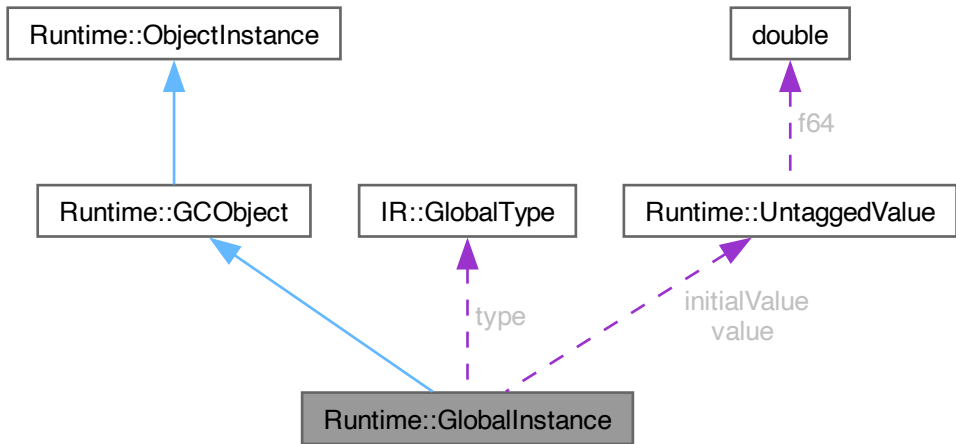 Runtime::ObjectInstance
double
f64
Runtime::GCObject
IR::GlobalType
Runtime::UntaggedValue
type
initialValue
value
Runtime::GlobalInstance